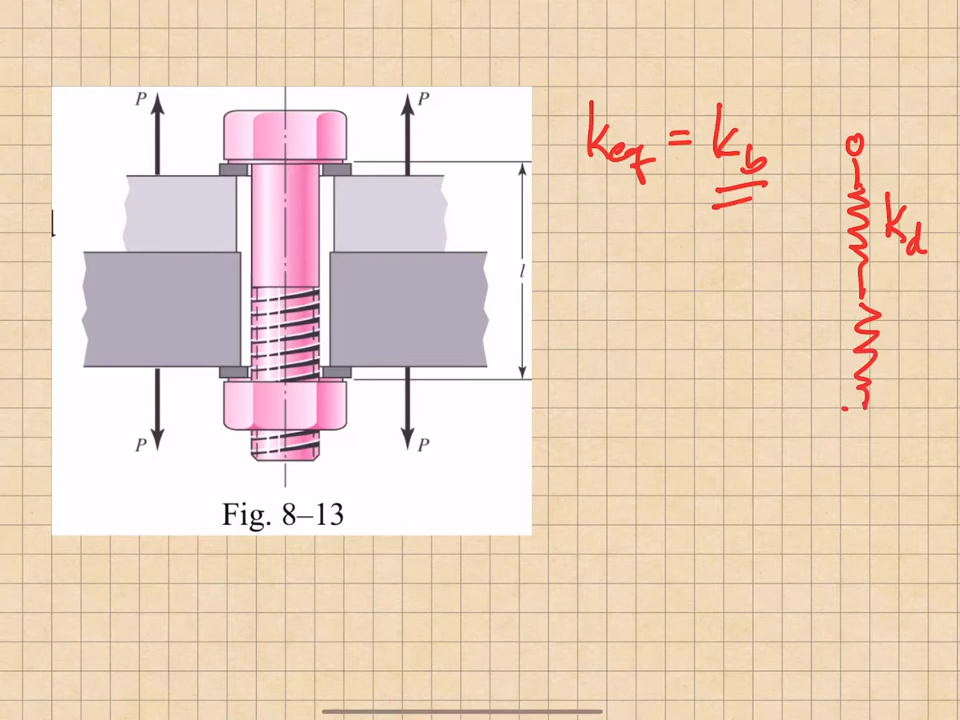 P
P
k_eq = k_b
k_d
l
P
P
Fig. 8–13